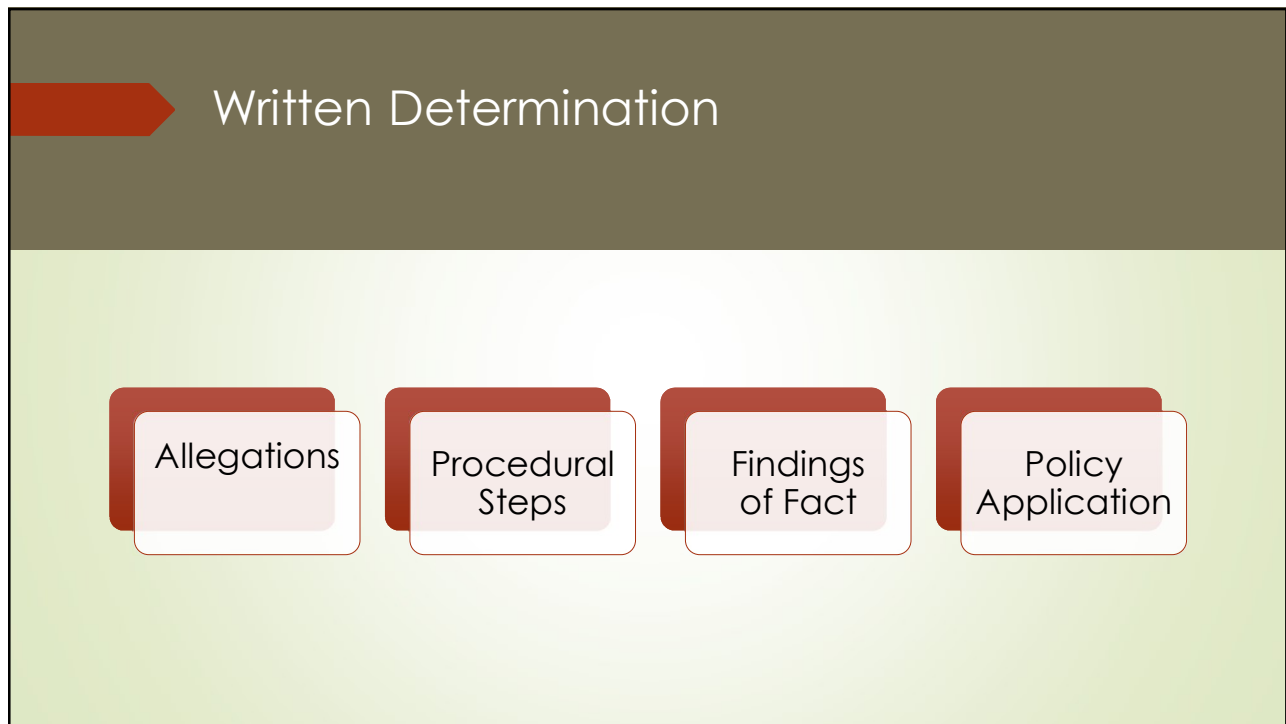 Written Determination
Allegations
Procedural
Steps
Findings
of Fact
Policy
Application